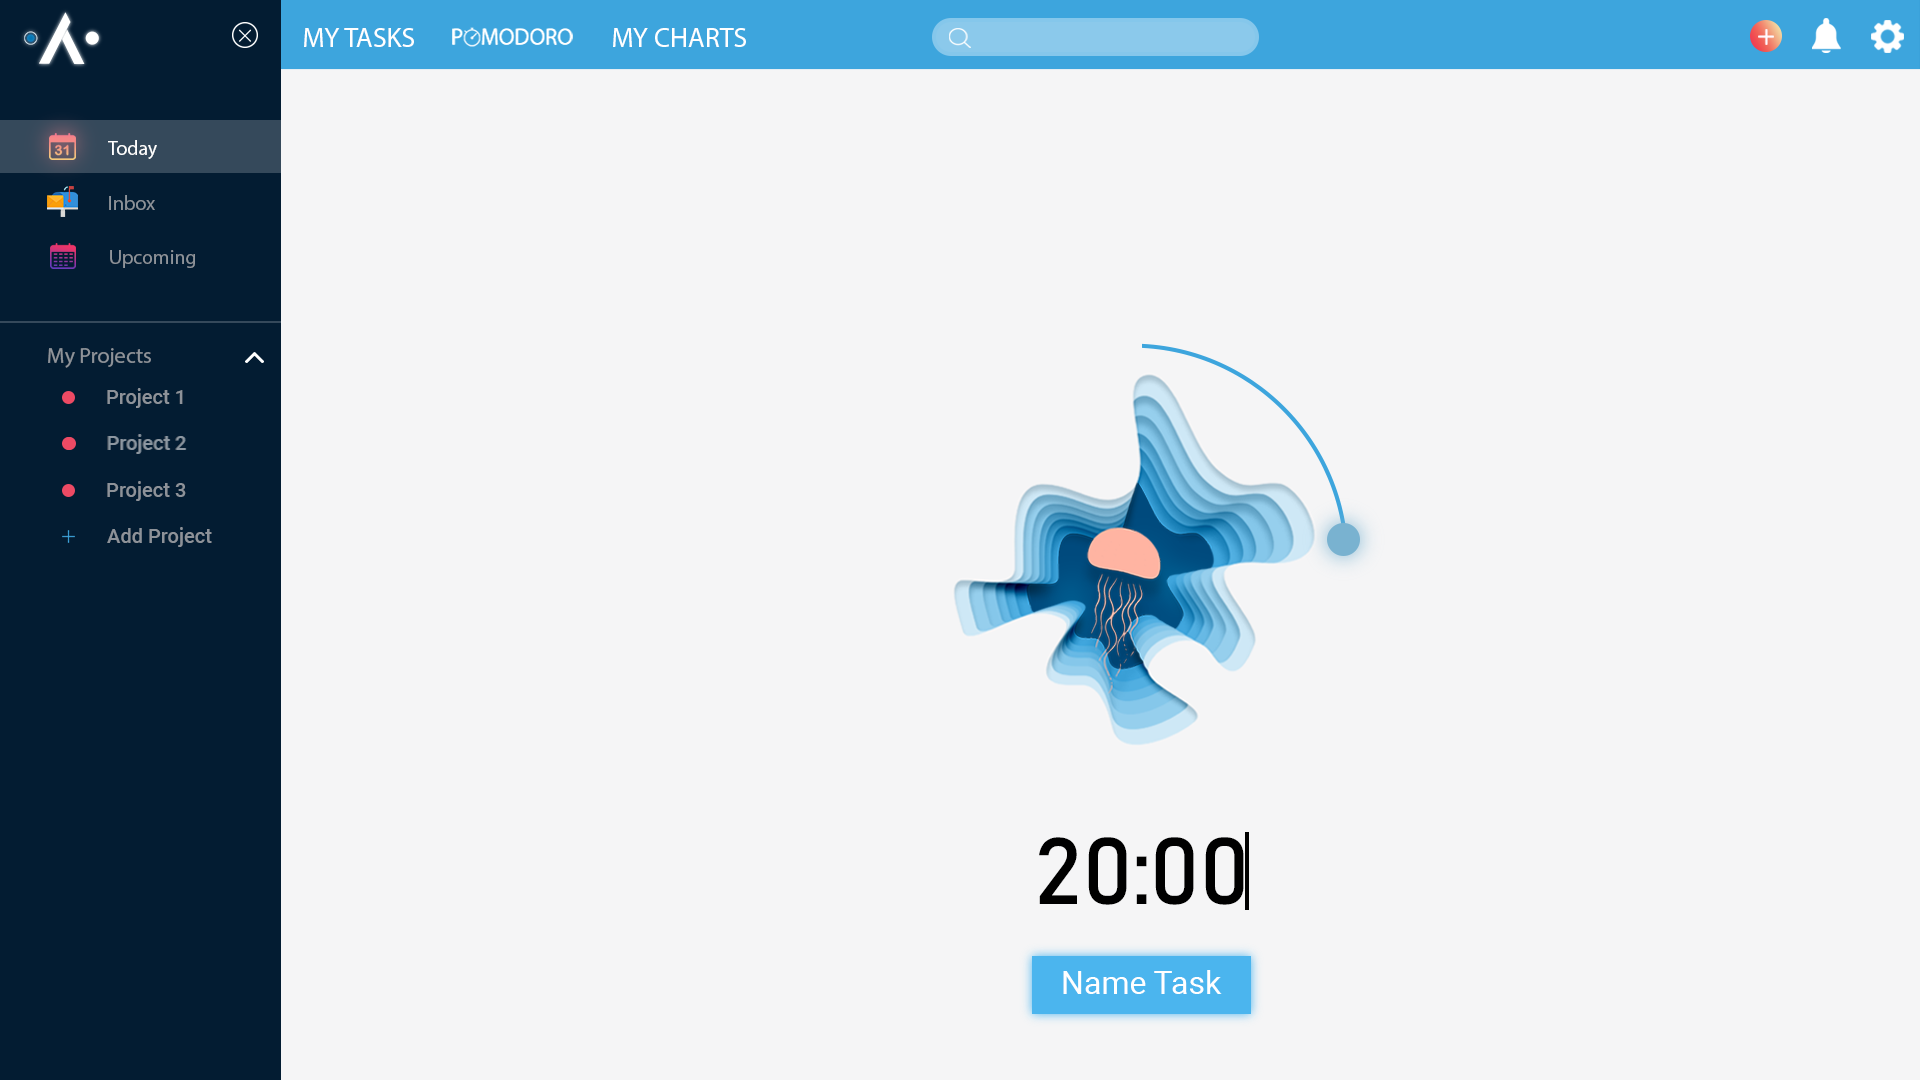 MY TASKS
POMODORO
MY CHARTS
31
Today
Inbox
Upcoming
My Projects
Project 1
Project 2
Project 3
+ Add Project
20:00
Name Task